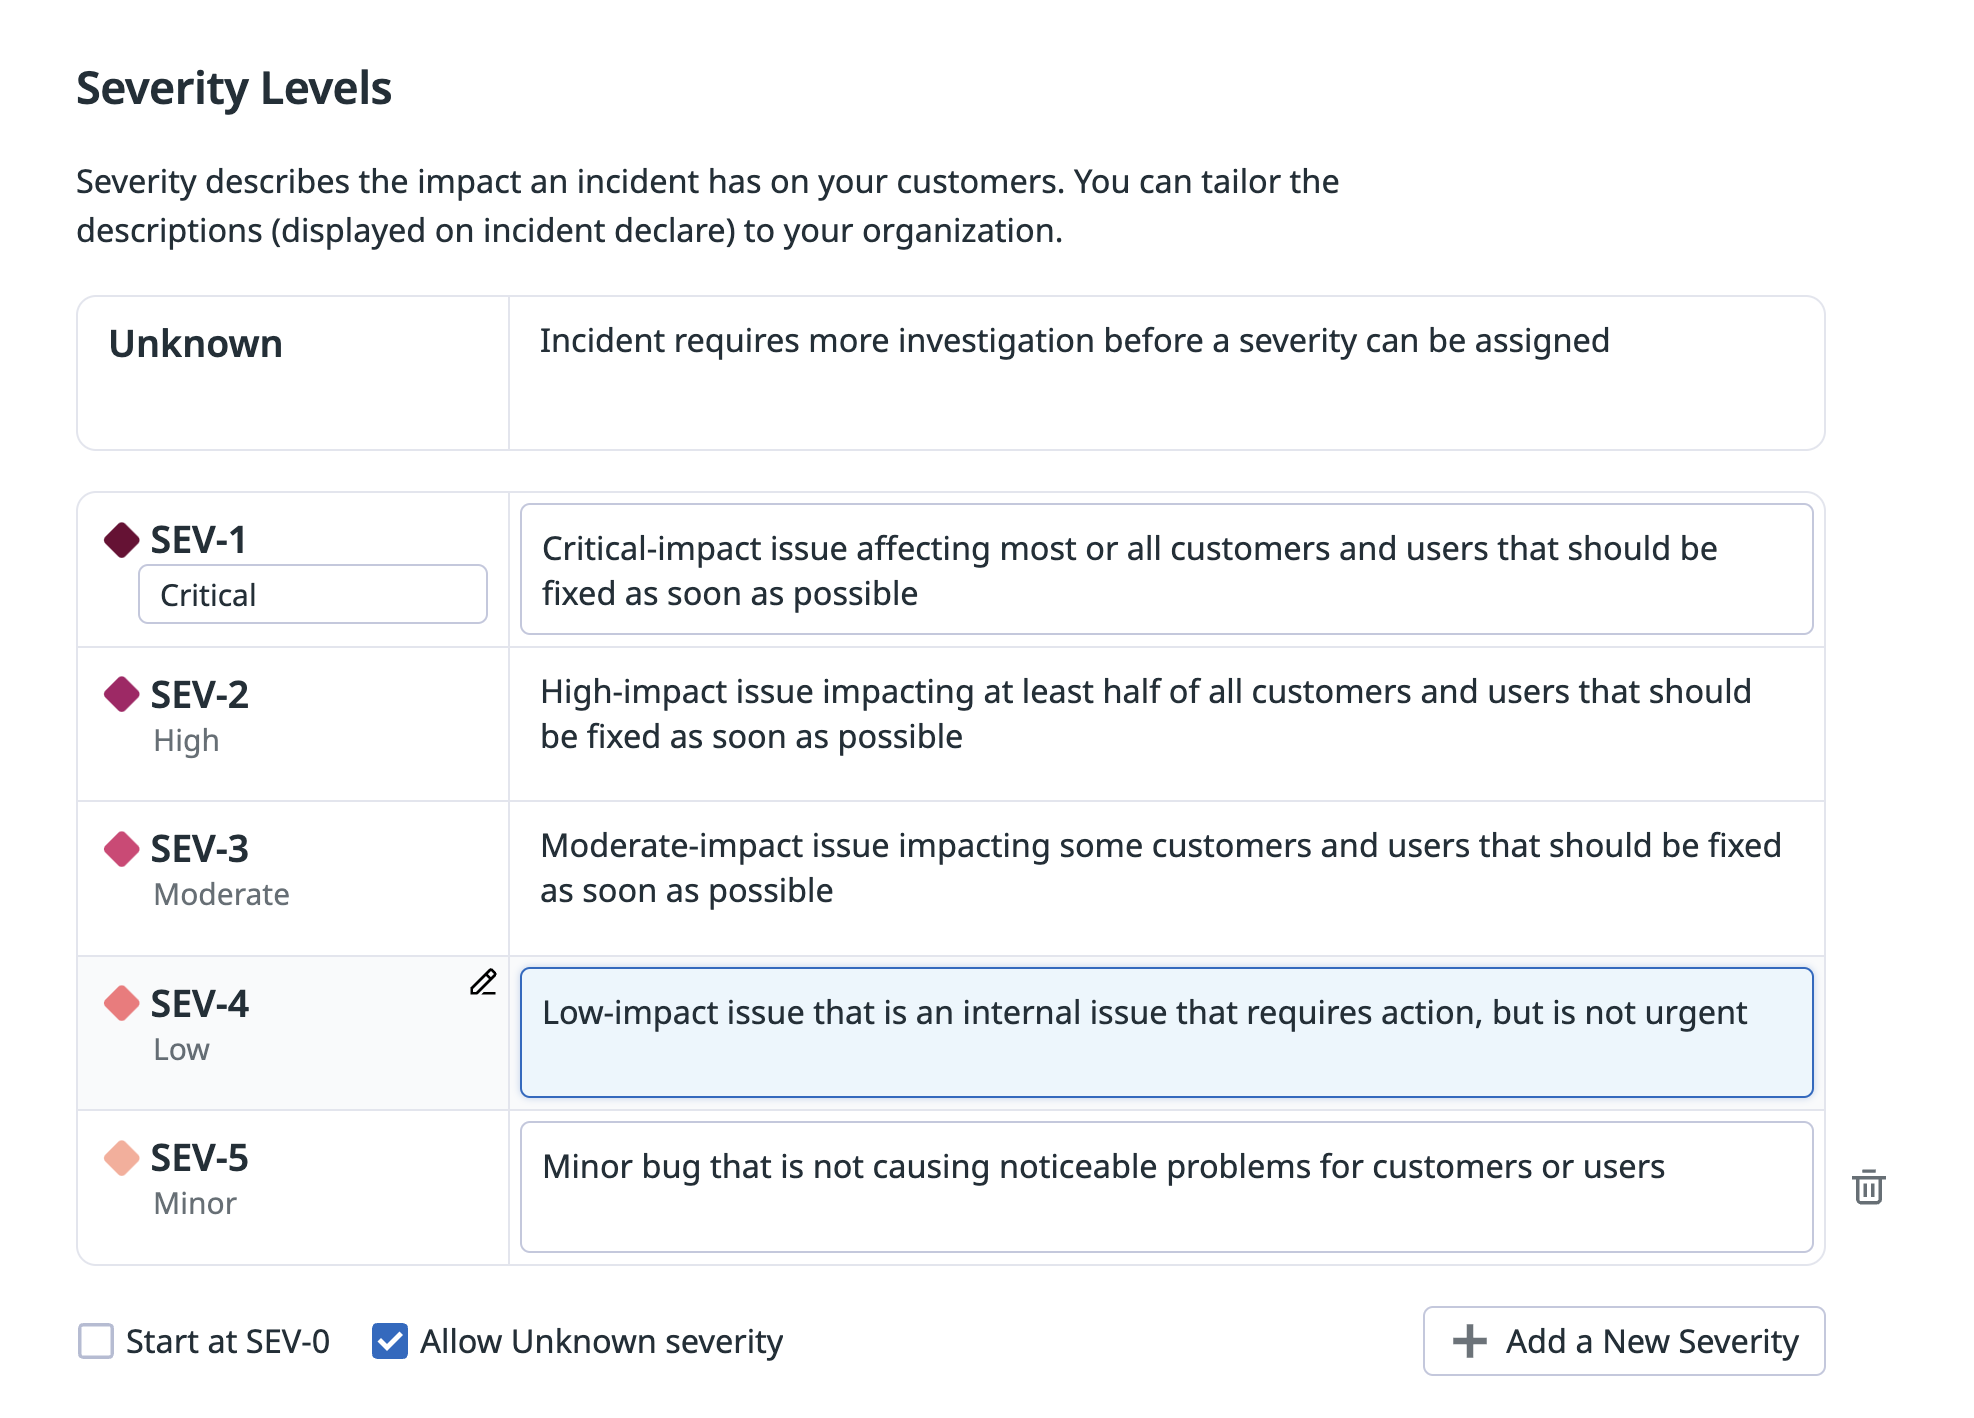 Severity Levels
Severity describes the impact an incident has on your customers. You can tailor the
descriptions (displayed on incident declare) to your organization.
Unknown
Incident requires more investigation before a severity can be assigned
SEV-1
Critical
Critical-impact issue affecting most or all customers and users that should be
fixed as soon as possible
SEV-2
High
High-impact issue impacting at least half of all customers and users that should
be fixed as soon as possible
SEV-3
Moderate
Moderate-impact issue impacting some customers and users that should be fixed
as soon as possible
SEV-4
Low
Low-impact issue that is an internal issue that requires action, but is not urgent
SEV-5
Minor
Minor bug that is not causing noticeable problems for customers or users
Start at SEV-0
Allow Unknown severity
Add a New Severity